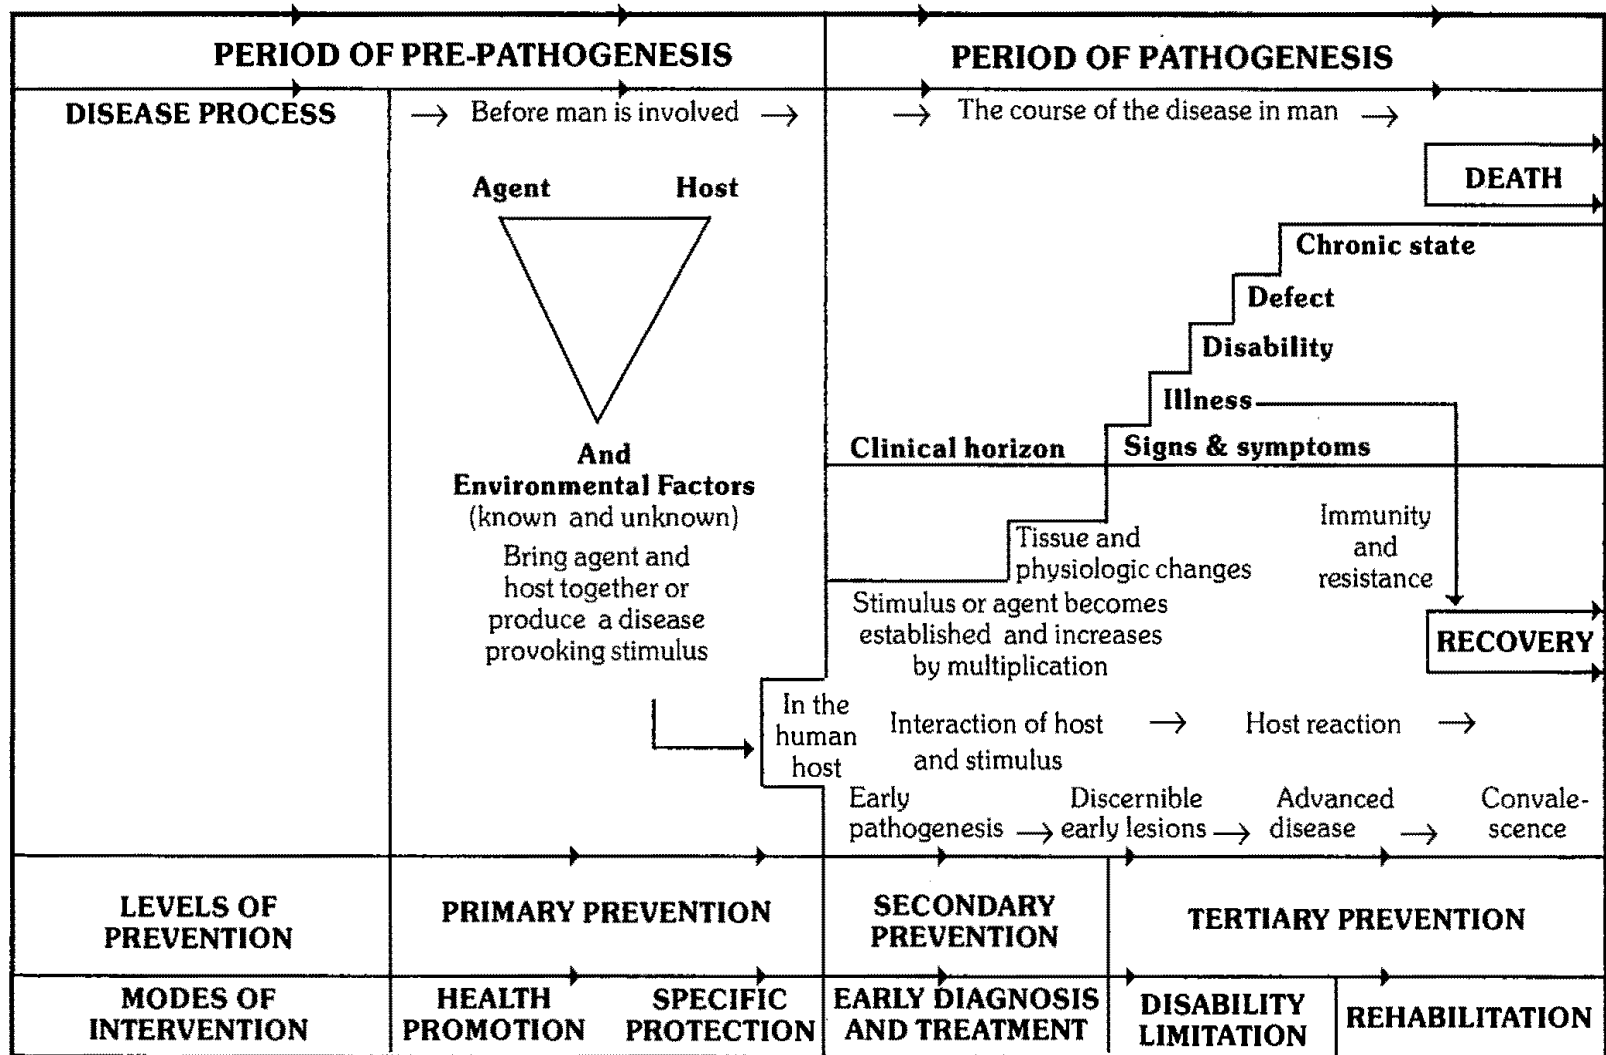 PERIOD OF PRE-PATHOGENESIS
PERIOD OF PATHOGENESIS
DISEASE PROCESS
Before man is involved
The course of the disease in man
Agent
Host
And
Environmental Factors
(known and unknown)
Bring agent and
host together or
produce a disease
provoking stimulus
In the
human
host
DEATH
Chronic state
Defect
Disability
Illness
Clinical horizon
Signs & symptoms
Tissue and
physiologic changes
Immunity
and
resistance
Stimulus or agent becomes
established and increases
by multiplication
RECOVERY
Interaction of host
and stimulus
Host reaction
Early
pathogenesis
Discernible
early lesions
Advanced
disease
Convale-
scence
LEVELS OF
PREVENTION
PRIMARY PREVENTION
SECONDARY
PREVENTION
TERTIARY PREVENTION
MODES OF
INTERVENTION
HEALTH
PROMOTION
SPECIFIC
PROTECTION
EARLY DIAGNOSIS
AND TREATMENT
DISABILITY
LIMITATION
REHABILITATION